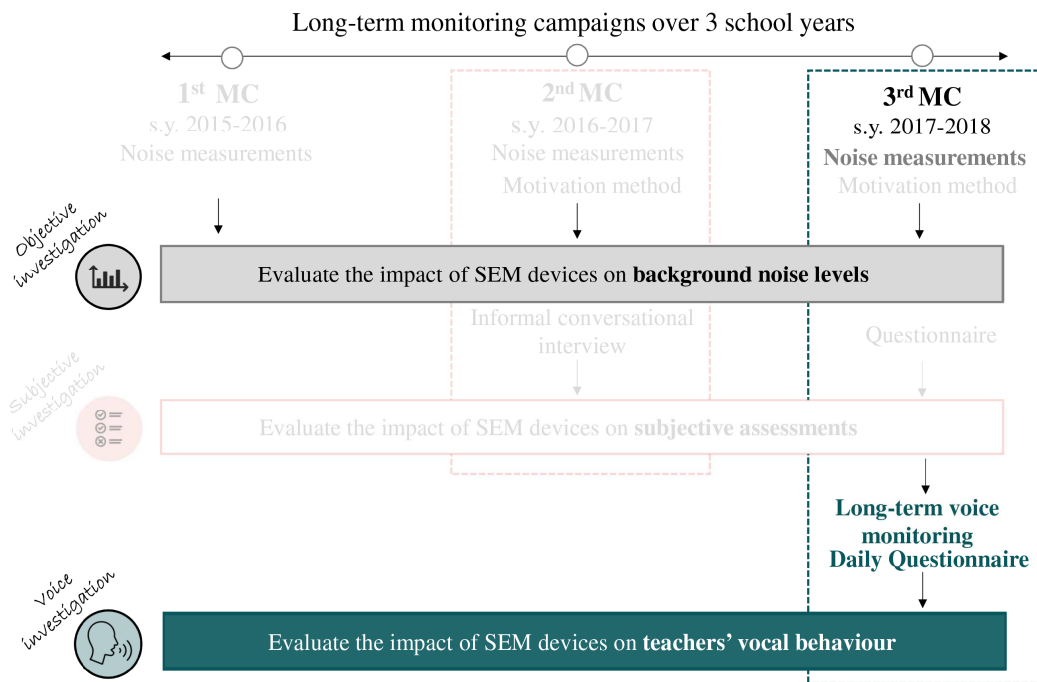 Long-term monitoring campaigns over 3 school years
1st MC
s.y. 2015-2016
Noise measurements
2nd MC
s.y. 2016-2017
Noise measurements
Motivation method
3rd MC
s.y. 2017-2018
Noise measurements
Motivation method
Objective
investigation
Evaluate the impact of SEM devices on background noise levels
Informal conversational
interview
Questionnaire
Subjective
investigation
Evaluate the impact of SEM devices on subjective assessments
Long-term voice
monitoring
Daily Questionnaire
Voice
investigation
Evaluate the impact of SEM devices on teachers' vocal behaviour